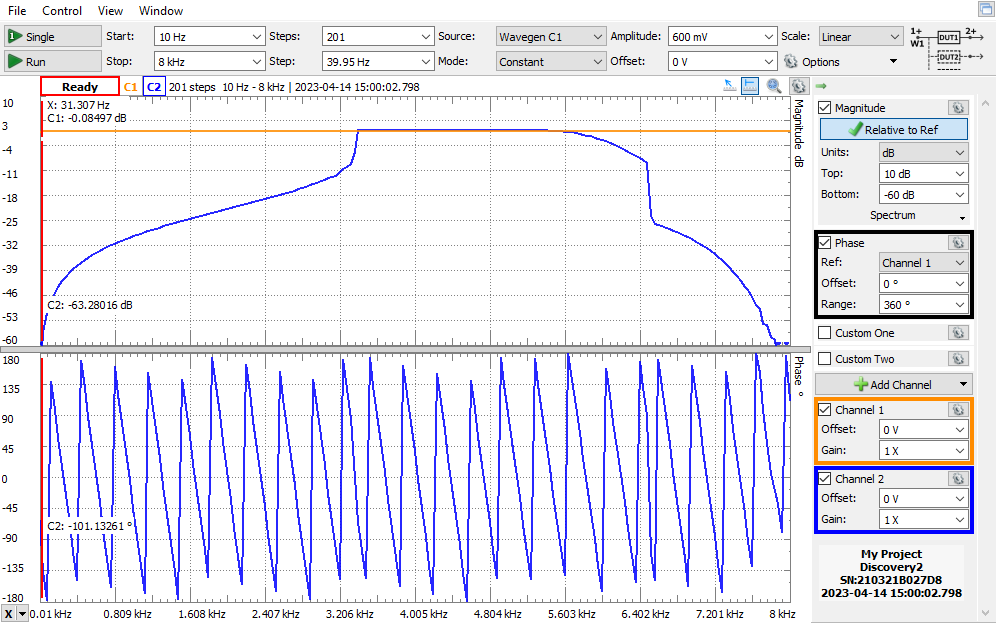 File Control View Window
Single Start: 10 Hz Steps: 201 Source: Wavegen C1 Amplitude: 600 mV Scale: Linear 1+ W1 DUT1 2+
Run Stop: 8 kHz Step: 39.95 Hz Mode: Constant Offset: 0 V Options DUT2
Ready C1 C2 201 steps 10 Hz - 8 kHz | 2023-04-14 15:00:02.798
X: 31.307 Hz
C1: -0.08497 dB
C2: -63.28016 dB
10
3
-4
-11
-18
-25
-32
-39
-46
-53
-60
Magnitude dB
C2: -101.13261 °
180
135
90
45
0
-45
-90
-135
-180
Phase °
X 0.01 kHz 0.809 kHz 1.608 kHz 2.407 kHz 3.206 kHz 4.005 kHz 4.804 kHz 5.603 kHz 6.402 kHz 7.201 kHz 8 kHz
Magnitude
Relative to Ref
Units: dB
Top: 10 dB
Bottom: -60 dB
Spectrum
Phase
Ref: Channel 1
Offset: 0 °
Range: 360 °
Custom One
Custom Two
Add Channel
Channel 1
Offset: 0 V
Gain: 1 X
Channel 2
Offset: 0 V
Gain: 1 X
My Project
Discovery2
SN:210321B027D8
2023-04-14 15:00:02.798